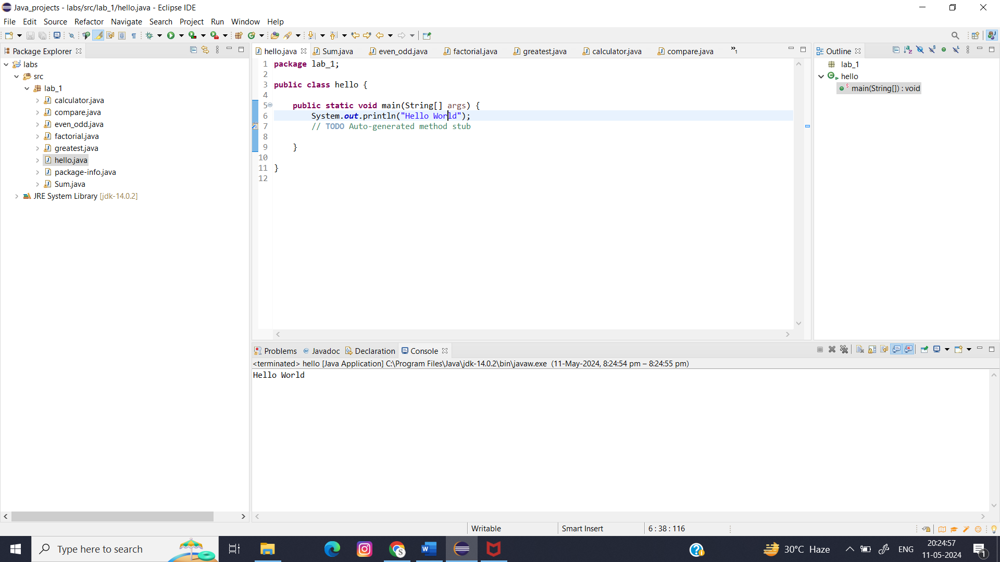 Java_projects - labs/src/lab_1/hello.java - Eclipse IDE
File Edit Source Refactor Navigate Search Project Run Window Help
Package Explorer
labs
src
lab_1
calculator.java
compare.java
even_odd.java
factorial.java
greatest.java
hello.java
package-info.java
Sum.java
JRE System Library [jdk-14.0.2]
hello.java Sum.java even_odd.java factorial.java greatest.java calculator.java compare.java »1
1 package lab_1;
2
3 public class hello {
4
5 public static void main(String[] args) {
6 System.out.println("Hello World");
7 // TODO Auto-generated method stub
8
9 }
10
11 }
12
Outline
lab_1
hello
main(String[]) : void
Problems @ Javadoc Declaration Console
<terminated> hello [Java Application] C:\Program Files\Java\jdk-14.0.2\bin\javaw.exe (11-May-2024, 8:24:54 pm – 8:24:55 pm)
Hello World
Writable Smart Insert 6 : 38 : 116
Type here to search
30°C Haze
ENG
20:24:57
11-05-2024
1